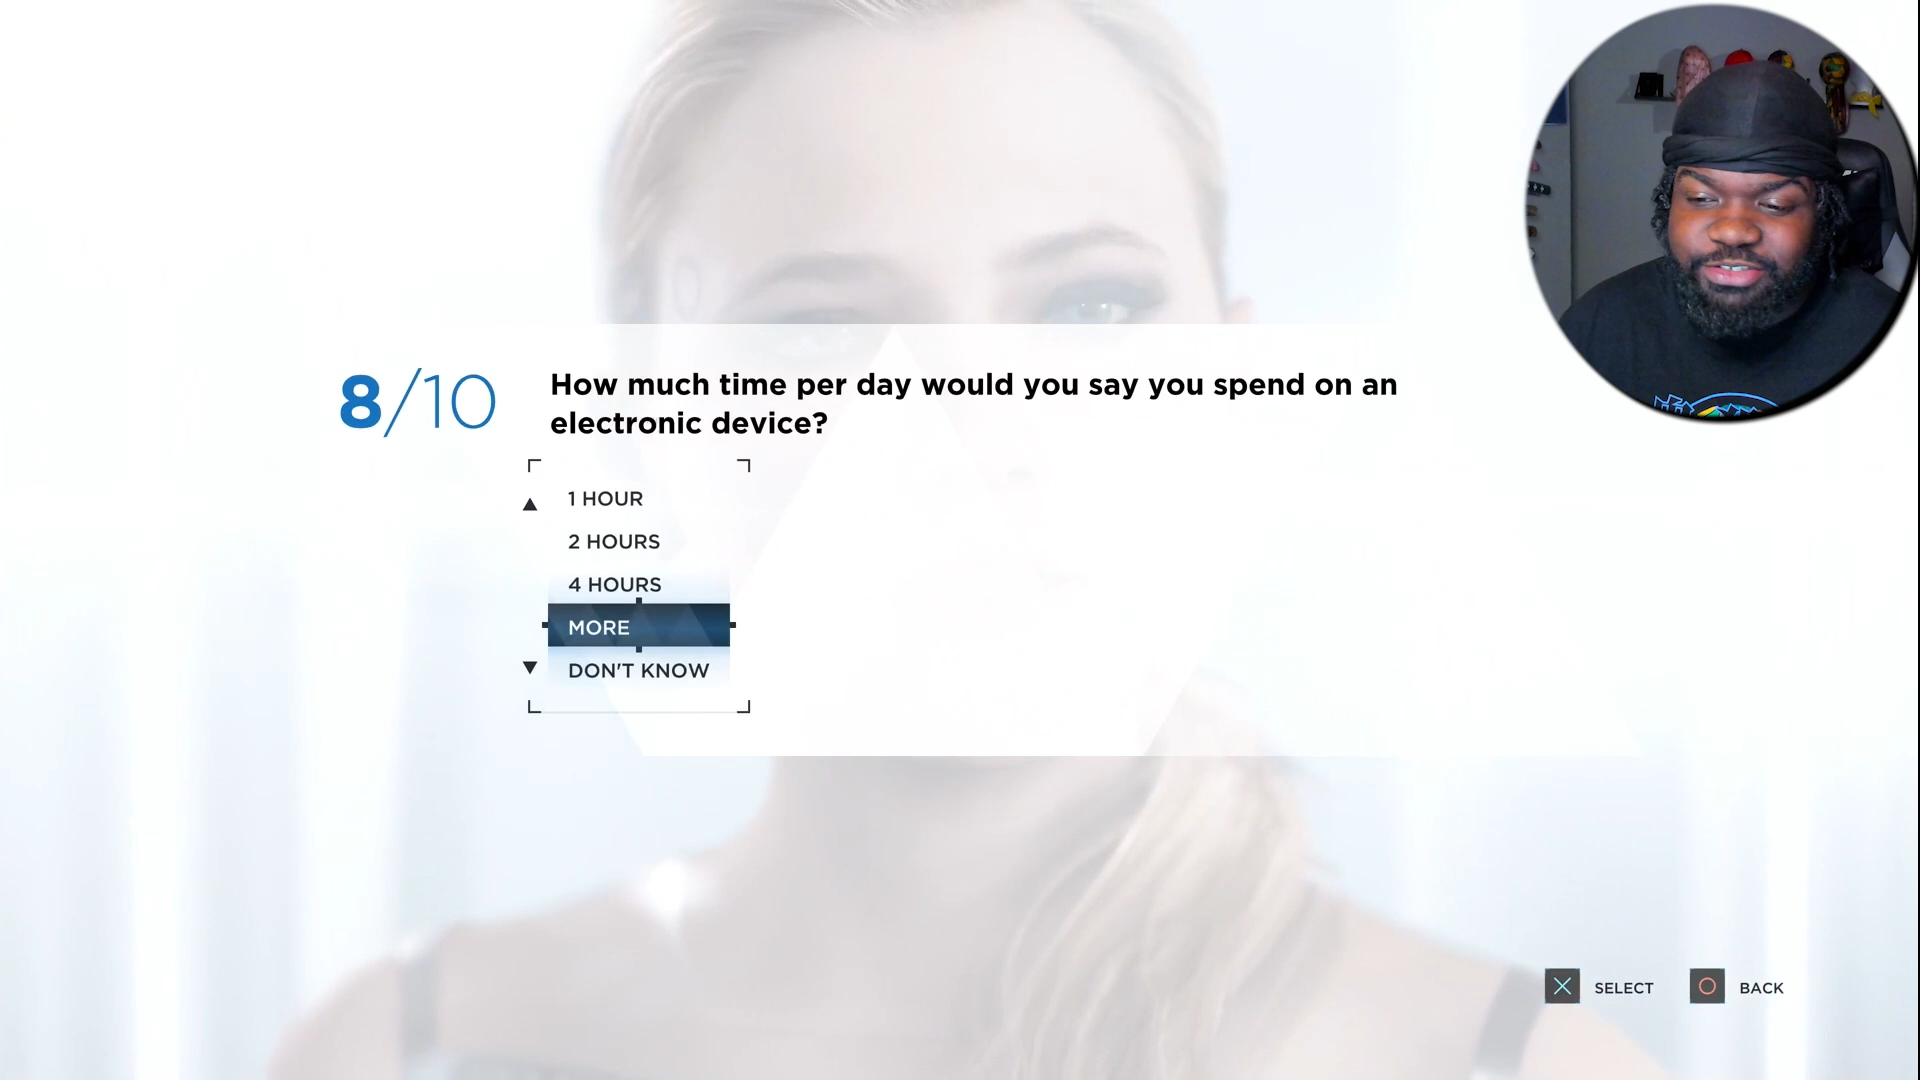 8/10
How much time per day would you say you spend on an
electronic device?
1 HOUR
2 HOURS
4 HOURS
MORE
DON'T KNOW
SELECT
BACK